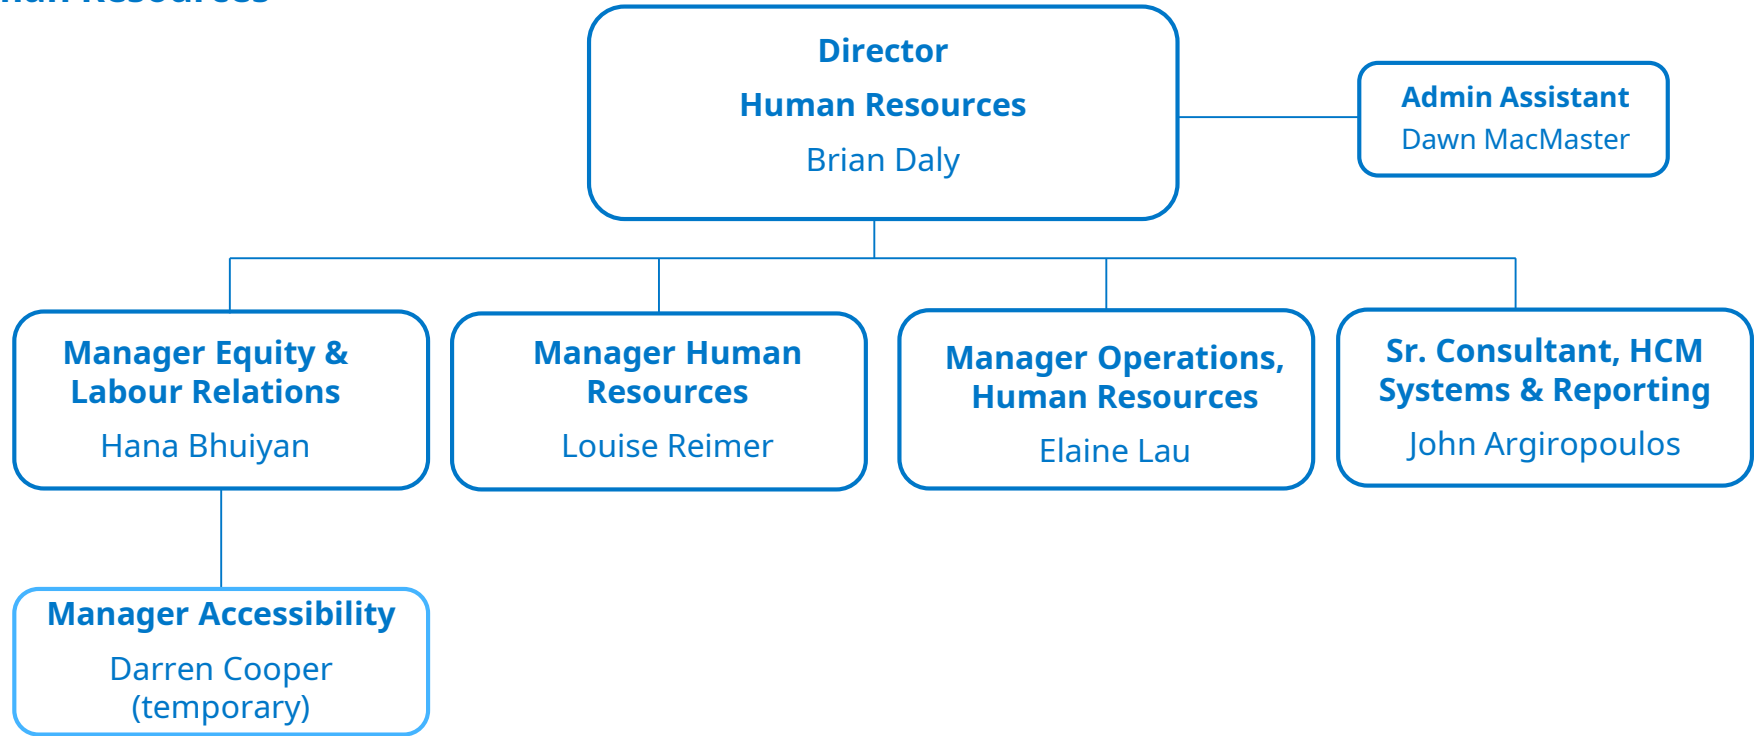 Resources
Director
Human Resources
Brian Daly
Admin Assistant
Dawn MacMaster
Manager Equity &
Labour Relations
Hana Bhuiyan
Manager Human
Resources
Louise Reimer
Manager Operations,
Human Resources
Elaine Lau
Sr. Consultant, HCM
Systems & Reporting
John Argiropoulos
Manager Accessibility
Darren Cooper
(temporary)